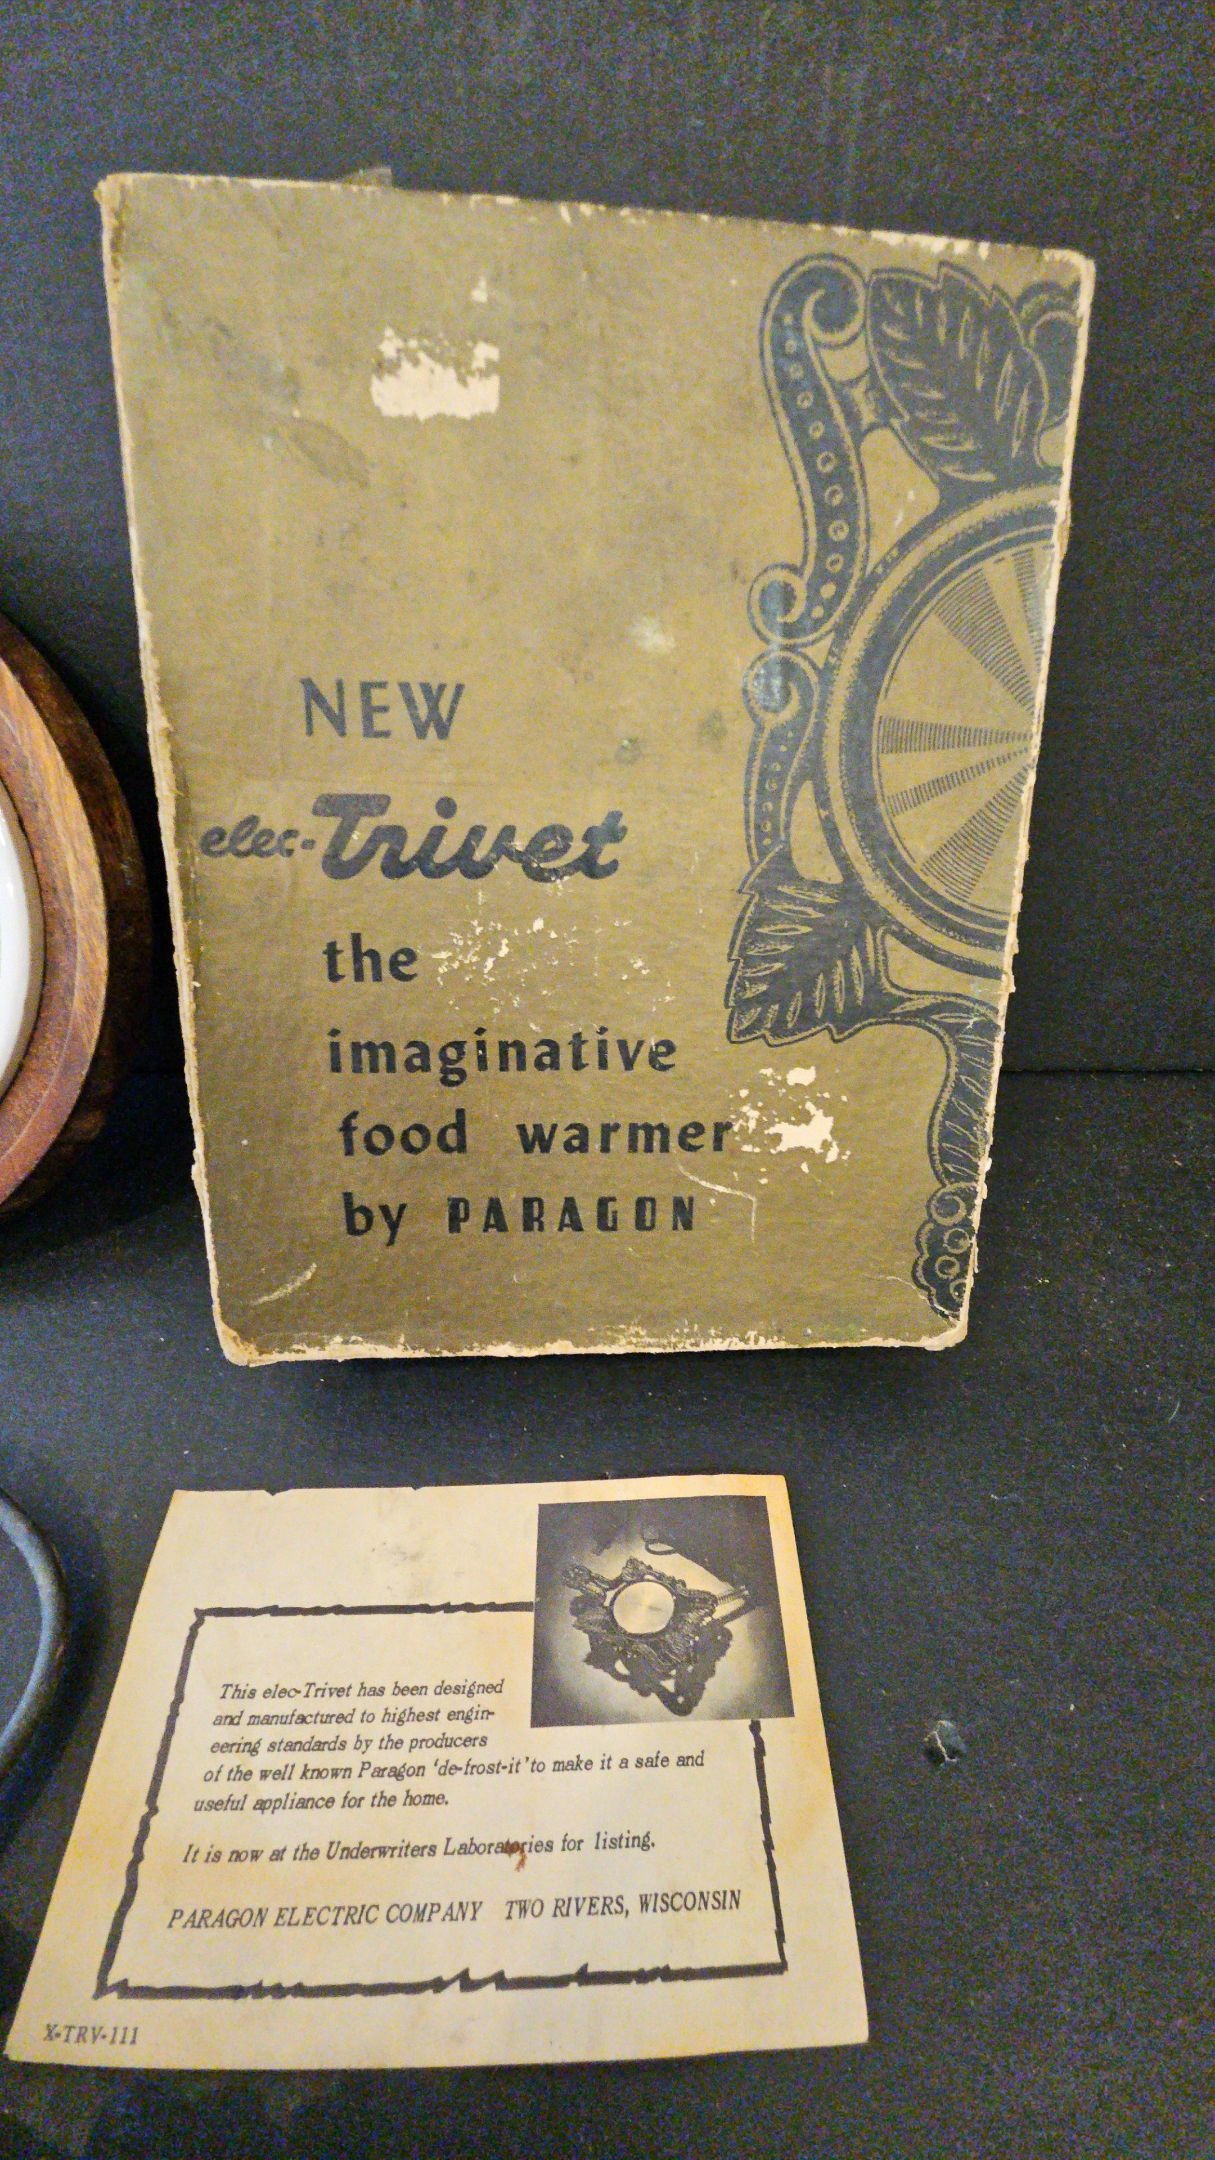 NEW
elec-Trivet
the
imaginative
food warmer
by PARAGON
This elec-Trivet has been designed
and manufactured to highest engin-
eering standards by the producers
of the well known Paragon 'de-frost-it' to make it a safe and
useful appliance for the home.
It is now at the Underwriters Laboratories for listing.
PARAGON ELECTRIC COMPANY TWO RIVERS, WISCONSIN
X-TRV-111